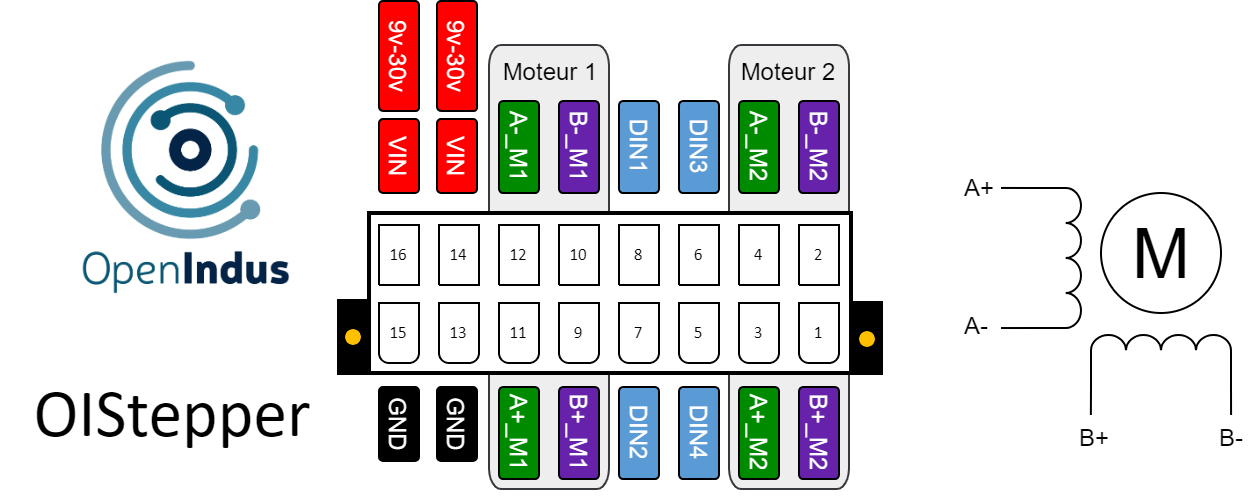 9v-30v
9v-30v
Moteur 1
Moteur 2
VIN
VIN
A-_M1
B-_M1
DIN1
DIN3
A-_M2
B-_M2
16
14
12
10
8
6
4
2
15
13
11
9
7
5
3
1
GND
GND
A+_M1
B+_M1
DIN2
DIN4
A+_M2
B+_M2
OpenIndus
OIStepper
A+
M
A-
B+
B-